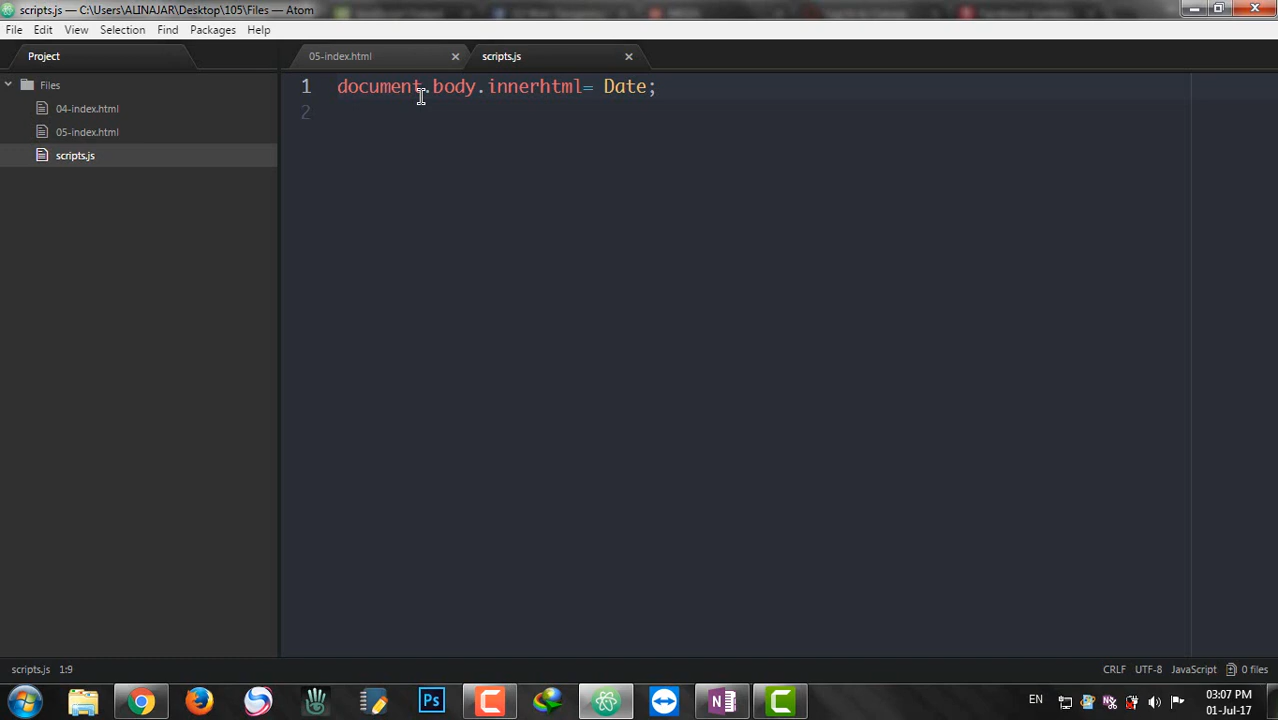 scripts.js — C:\Users\ALINAJAR\Desktop\105\Files — Atom
File Edit View Selection Find Packages Help
Project
05-index.html
scripts.js
Files
04-index.html
05-index.html
scripts.js
1 document.body.innerhtml= Date;
2
scripts.js 1:9
CRLF UTF-8 JavaScript 0 files
Ps
EN
03:07 PM
01-Jul-17